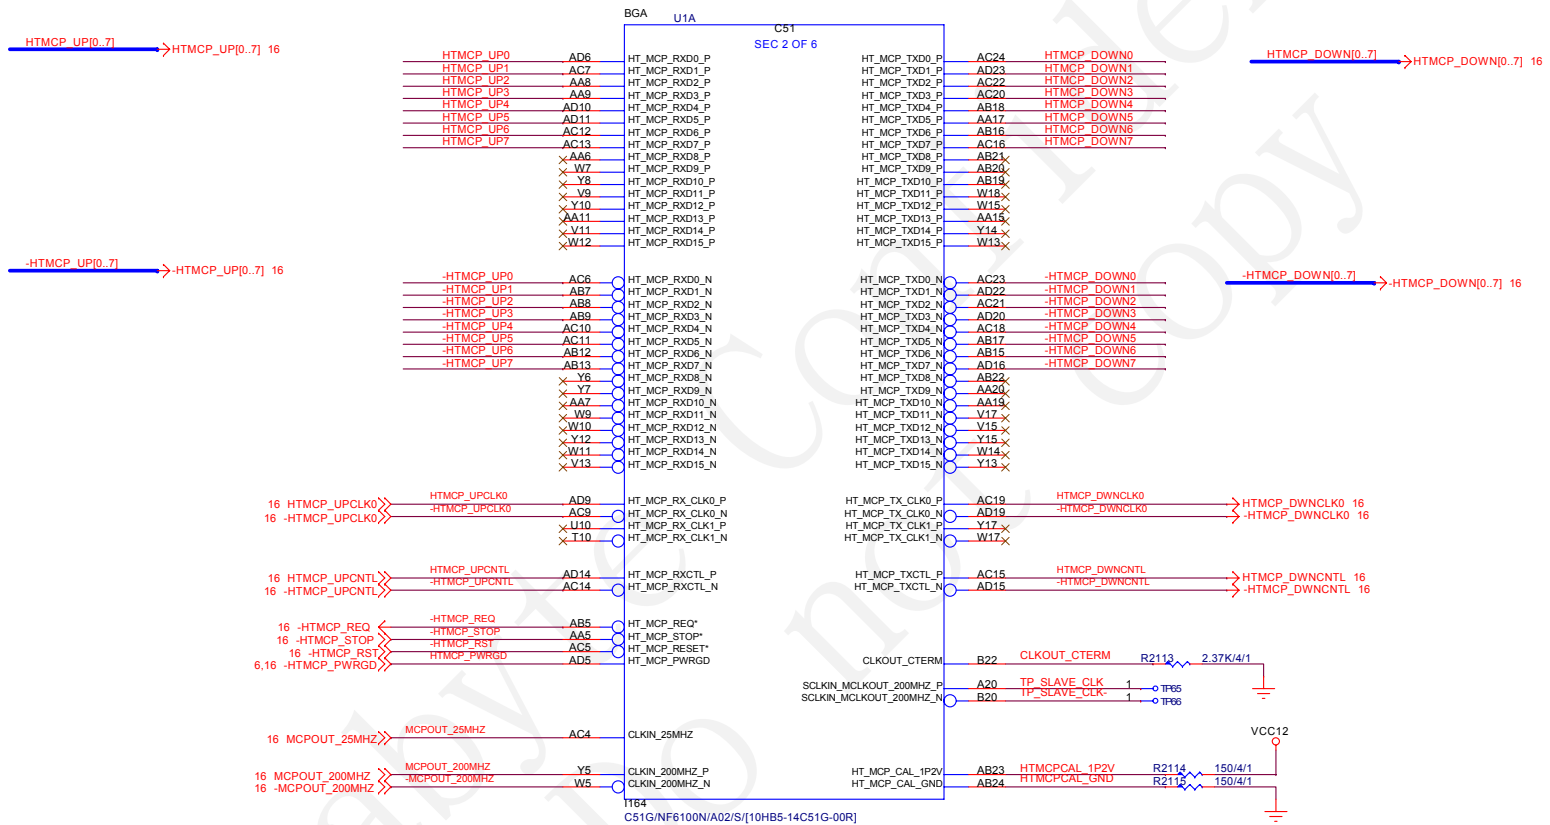 BGA
U1A
C51
SEC 2 OF 6
HTMCP_UP[0..7] HTMCP_UP[0..7] 16
HTMCP_DOWN[0..7] HTMCP_DOWN[0..7] 16
HTMCP_UP0 AD6 HT_MCP_RXD0_P HT_MCP_TXD0_P AC24 HTMCP_DOWN0
HTMCP_UP1 AC7 HT_MCP_RXD1_P HT_MCP_TXD1_P AD23 HTMCP_DOWN1
HTMCP_UP2 AA8 HT_MCP_RXD2_P HT_MCP_TXD2_P AC22 HTMCP_DOWN2
HTMCP_UP3 AA9 HT_MCP_RXD3_P HT_MCP_TXD3_P AC20 HTMCP_DOWN3
HTMCP_UP4 AD10 HT_MCP_RXD4_P HT_MCP_TXD4_P AB18 HTMCP_DOWN4
HTMCP_UP5 AD11 HT_MCP_RXD5_P HT_MCP_TXD5_P AA17 HTMCP_DOWN5
HTMCP_UP6 AC12 HT_MCP_RXD6_P HT_MCP_TXD6_P AB16 HTMCP_DOWN6
HTMCP_UP7 AC13 HT_MCP_RXD7_P HT_MCP_TXD7_P AC16 HTMCP_DOWN7
AA6 HT_MCP_RXD8_P HT_MCP_TXD8_P AB21
W7 HT_MCP_RXD9_P HT_MCP_TXD9_P AB20
Y8 HT_MCP_RXD10_P HT_MCP_TXD10_P AB19
V9 HT_MCP_RXD11_P HT_MCP_TXD11_P W18
Y10 HT_MCP_RXD12_P HT_MCP_TXD12_P W15
AA11 HT_MCP_RXD13_P HT_MCP_TXD13_P AA15
V11 HT_MCP_RXD14_P HT_MCP_TXD14_P Y14
W12 HT_MCP_RXD15_P HT_MCP_TXD15_P W13
-HTMCP_UP[0..7] -HTMCP_UP[0..7] 16
-HTMCP_DOWN[0..7] -HTMCP_DOWN[0..7] 16
-HTMCP_UP0 AC6 HT_MCP_RXD0_N HT_MCP_TXD0_N AC23 -HTMCP_DOWN0
-HTMCP_UP1 AB7 HT_MCP_RXD1_N HT_MCP_TXD1_N AD22 -HTMCP_DOWN1
-HTMCP_UP2 AB8 HT_MCP_RXD2_N HT_MCP_TXD2_N AC21 -HTMCP_DOWN2
-HTMCP_UP3 AB9 HT_MCP_RXD3_N HT_MCP_TXD3_N AD20 -HTMCP_DOWN3
-HTMCP_UP4 AC10 HT_MCP_RXD4_N HT_MCP_TXD4_N AC18 -HTMCP_DOWN4
-HTMCP_UP5 AC11 HT_MCP_RXD5_N HT_MCP_TXD5_N AB17 -HTMCP_DOWN5
-HTMCP_UP6 AB12 HT_MCP_RXD6_N HT_MCP_TXD6_N AB15 -HTMCP_DOWN6
-HTMCP_UP7 AB13 HT_MCP_RXD7_N HT_MCP_TXD7_N AD16 -HTMCP_DOWN7
Y6 HT_MCP_RXD8_N HT_MCP_TXD8_N AB22
Y7 HT_MCP_RXD9_N HT_MCP_TXD9_N AA20
AA7 HT_MCP_RXD10_N HT_MCP_TXD10_N AA19
W9 HT_MCP_RXD11_N HT_MCP_TXD11_N V17
W10 HT_MCP_RXD12_N HT_MCP_TXD12_N V15
Y12 HT_MCP_RXD13_N HT_MCP_TXD13_N Y15
W11 HT_MCP_RXD14_N HT_MCP_TXD14_N W14
V13 HT_MCP_RXD15_N HT_MCP_TXD15_N Y13
16 HTMCP_UPCLK0 HTMCP_UPCLK0 AD9 HT_MCP_RX_CLK0_P HT_MCP_TX_CLK0_P AC19 HTMCP_DWNCLK0 HTMCP_DWNCLK0 16
16 -HTMCP_UPCLK0 -HTMCP_UPCLK0 AC9 HT_MCP_RX_CLK0_N HT_MCP_TX_CLK0_N AD19 -HTMCP_DWNCLK0 -HTMCP_DWNCLK0 16
U10 HT_MCP_RX_CLK1_P HT_MCP_TX_CLK1_P Y17
T10 HT_MCP_RX_CLK1_N HT_MCP_TX_CLK1_N W17
16 HTMCP_UPCNTL HTMCP_UPCNTL AD14 HT_MCP_RXCTL_P HT_MCP_TXCTL_P AC15 HTMCP_DWNCNTL HTMCP_DWNCNTL 16
16 -HTMCP_UPCNTL -HTMCP_UPCNTL AC14 HT_MCP_RXCTL_N HT_MCP_TXCTL_N AD15 -HTMCP_DWNCNTL -HTMCP_DWNCNTL 16
16 -HTMCP_REQ -HTMCP_REQ AB5 HT_MCP_REQ*
16 -HTMCP_STOP -HTMCP_STOP AA5 HT_MCP_STOP*
16 -HTMCP_RST -HTMCP_RST AC5 HT_MCP_RESET*
6,16 -HTMCP_PWRGD HTMCP_PWRGD AD5 HT_MCP_PWRGD CLKOUT_CTERM B22 CLKOUT_CTERM R2113 2.37K/4/1
SCLKIN_MCLKOUT_200MHZ_P A20 TP_SLAVE_CLK 1 TP65
SCLKIN_MCLKOUT_200MHZ_N B20 TP_SLAVE_CLK- 1 TP66
16 MCPOUT_25MHZ MCPOUT_25MHZ AC4 CLKIN_25MHZ
VCC12
16 MCPOUT_200MHZ MCPOUT_200MHZ Y5 CLKIN_200MHZ_P HT_MCP_CAL_1P2V AB23 HTMCPCAL_1P2V R2114 150/4/1
16 -MCPOUT_200MHZ -MCPOUT_200MHZ W5 CLKIN_200MHZ_N HT_MCP_CAL_GND AB24 HTMCPCAL_GND R2115 150/4/1
I164
C51G/NF6100N/A02/S/[10HB5-14C51G-00R]